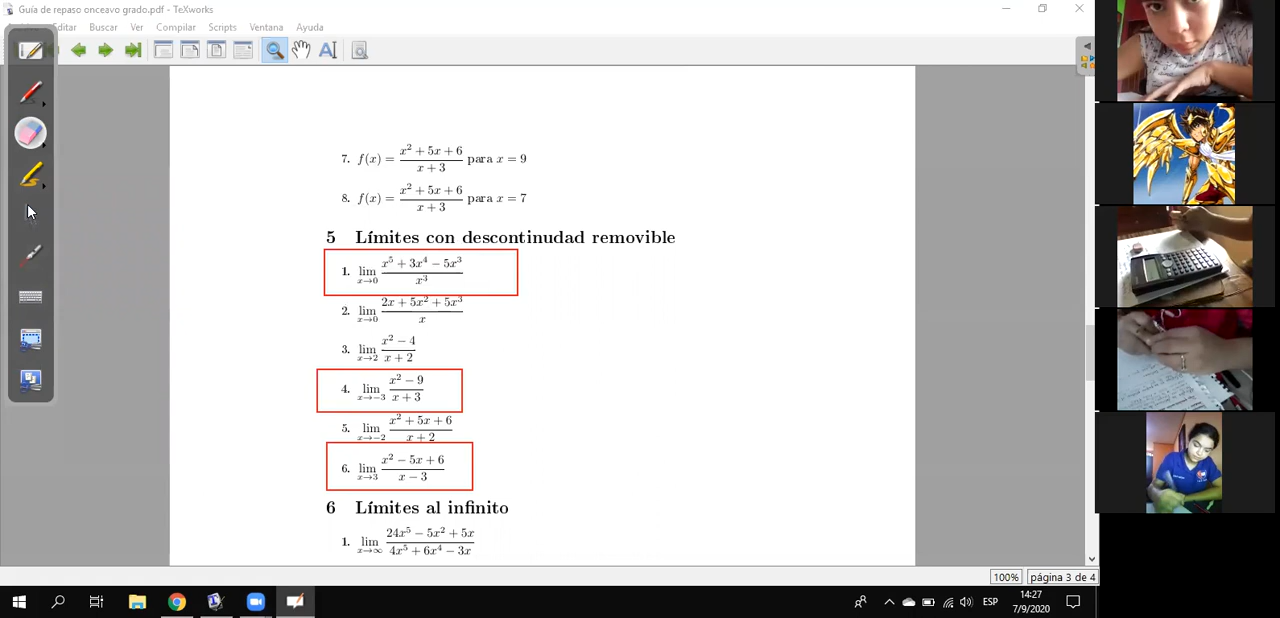 Guía de repaso onceavo grado.pdf - TeXworks
Editar Buscar Ver Compilar Scripts Ventana Ayuda
7. f(x) = (x² + 5x + 6)/(x + 3) para x = 9
8. f(x) = (x² + 5x + 6)/(x + 3) para x = 7
5 Límites con descontinudad removible
1. lim x→0 (x⁵ + 3x⁴ − 5x³)/x³
2. lim x→0 (2x + 5x² + 5x³)/x
3. lim x→2 (x² − 4)/(x + 2)
4. lim x→−3 (x² − 9)/(x + 3)
5. lim x→−2 (x² + 5x + 6)/(x + 2)
6. lim x→3 (x² − 5x + 6)/(x − 3)
6 Límites al infinito
1. lim x→∞ (24x⁵ − 5x² + 5x)/(4x⁵ + 6x⁴ − 3x)
100% página 3 de 4
ESP
14:27
7/9/2020